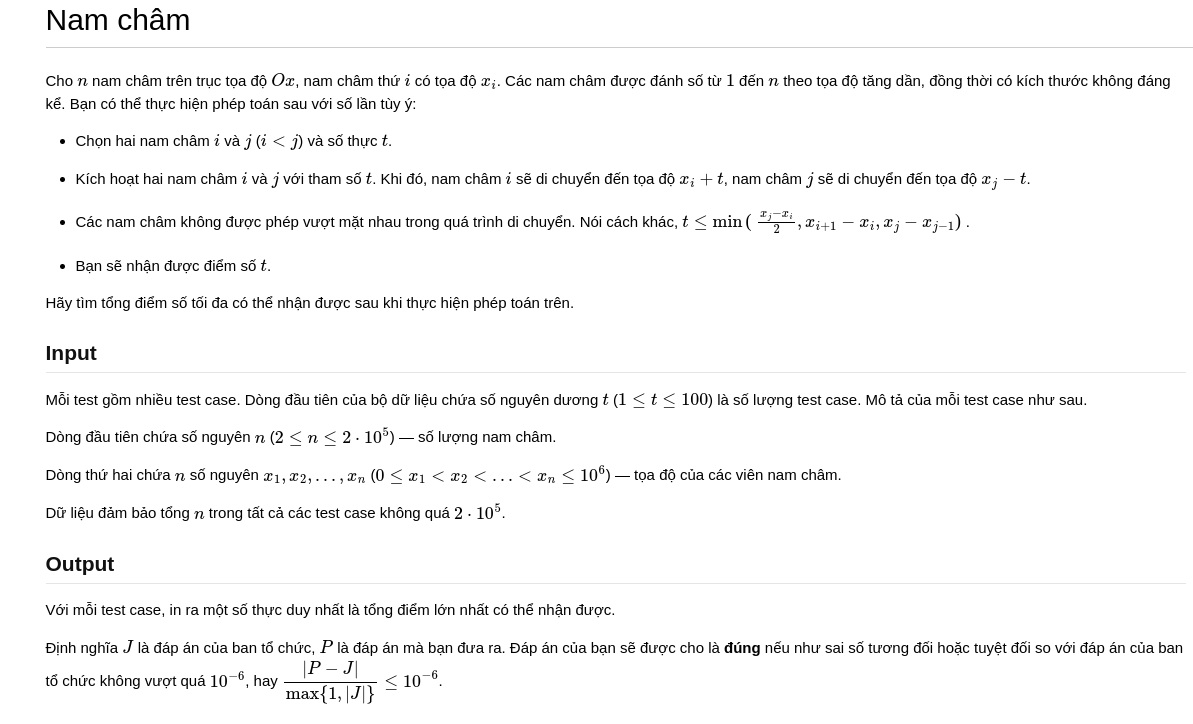 Nam châm
Cho n nam châm trên trục tọa độ Ox, nam châm thứ i có tọa độ x_i. Các nam châm được đánh số từ 1 đến n theo tọa độ tăng dần, đồng thời có kích thước không đáng
kể. Bạn có thể thực hiện phép toán sau với số lần tùy ý:
• Chọn hai nam châm i và j (i < j) và số thực t.
• Kích hoạt hai nam châm i và j với tham số t. Khi đó, nam châm i sẽ di chuyển đến tọa độ x_i + t, nam châm j sẽ di chuyển đến tọa độ x_j − t.
• Các nam châm không được phép vượt mặt nhau trong quá trình di chuyển. Nói cách khác, t ≤ min ( \frac{x_j − x_i}{2}, x_{i+1} − x_i, x_j − x_{j−1}) .
• Bạn sẽ nhận được điểm số t.
Hãy tìm tổng điểm số tối đa có thể nhận được sau khi thực hiện phép toán trên.
Input
Mỗi test gồm nhiều test case. Dòng đầu tiên của bộ dữ liệu chứa số nguyên dương t (1 ≤ t ≤ 100) là số lượng test case. Mô tả của mỗi test case như sau.
Dòng đầu tiên chứa số nguyên n (2 ≤ n ≤ 2 · 10^5) — số lượng nam châm.
Dòng thứ hai chứa n số nguyên x_1, x_2, . . . , x_n (0 ≤ x_1 < x_2 < . . . < x_n ≤ 10^6) — tọa độ của các viên nam châm.
Dữ liệu đảm bảo tổng n trong tất cả các test case không quá 2 · 10^5.
Output
Với mỗi test case, in ra một số thực duy nhất là tổng điểm lớn nhất có thể nhận được.
Định nghĩa J là đáp án của ban tổ chức, P là đáp án mà bạn đưa ra. Đáp án của bạn sẽ được cho là đúng nếu như sai số tương đối hoặc tuyệt đối so với đáp án của ban
tổ chức không vượt quá 10^{−6}, hay \frac{|P − J|}{max{1, |J|}} ≤ 10^{−6}.